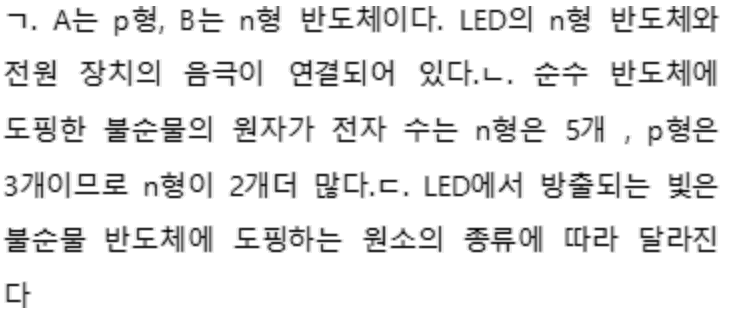 ㄱ. A는 p형, B는 n형 반도체이다. LED의 n형 반도체와
전원 장치의 음극이 연결되어 있다.ㄴ. 순수 반도체에
도핑한 불순물의 원자가 전자 수는 n형은 5개 , p형은
3개이므로 n형이 2개더 많다.ㄷ. LED에서 방출되는 빛은
불순물 반도체에 도핑하는 원소의 종류에 따라 달라진
다